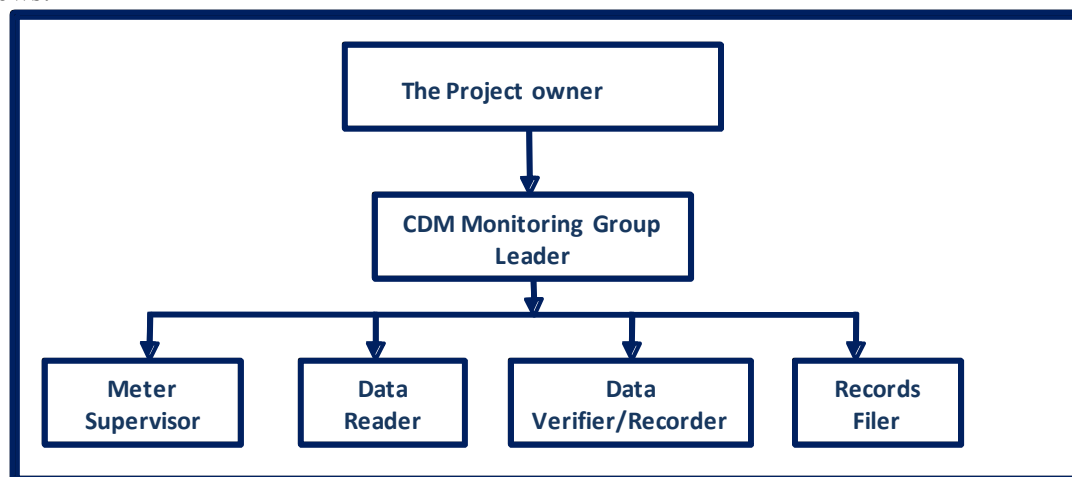 The Project owner
CDM Monitoring Group
Leader
Meter
Supervisor
Data
Reader
Data
Verifier/Recorder
Records
Filer